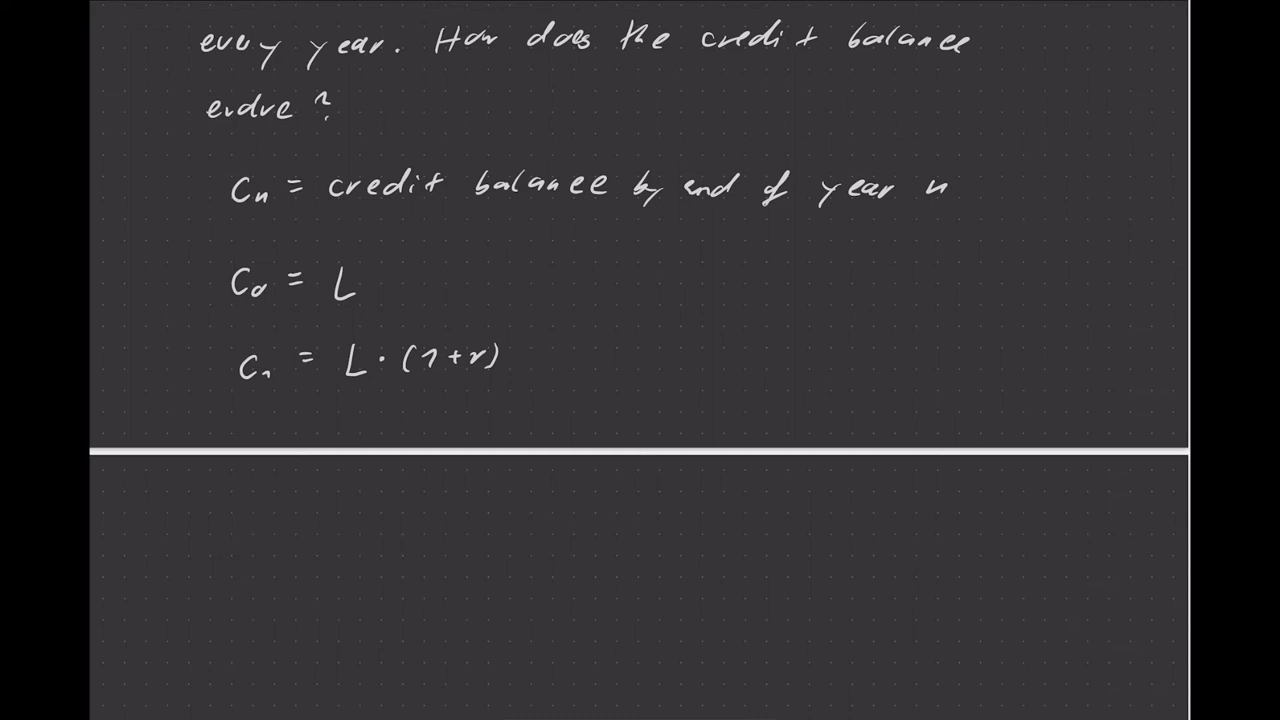 every year. How does the credit balance
evolve?
Cn = credit balance by end of year n
C0 = L
C1 = L · (1+r)